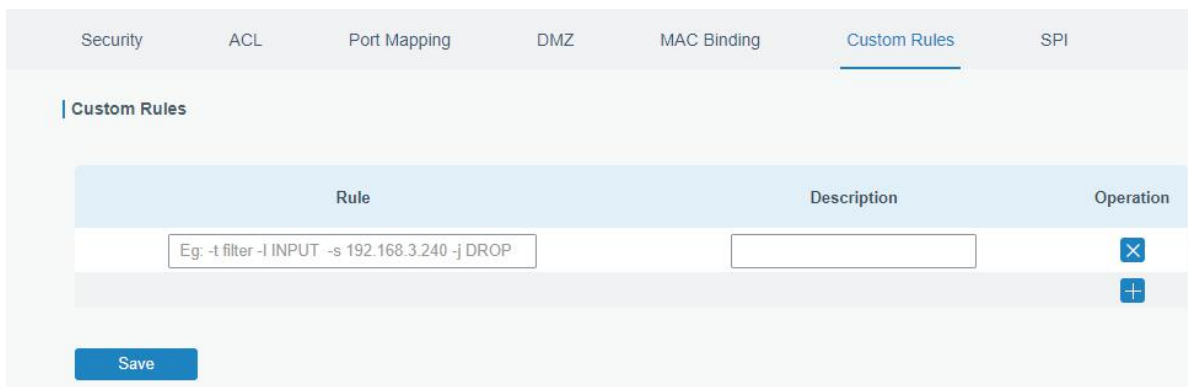 Security ACL Port Mapping DMZ MAC Binding Custom Rules SPI
Custom Rules
Rule Description Operation
Eg: -t filter -I INPUT -s 192.168.3.240 -j DROP
Save